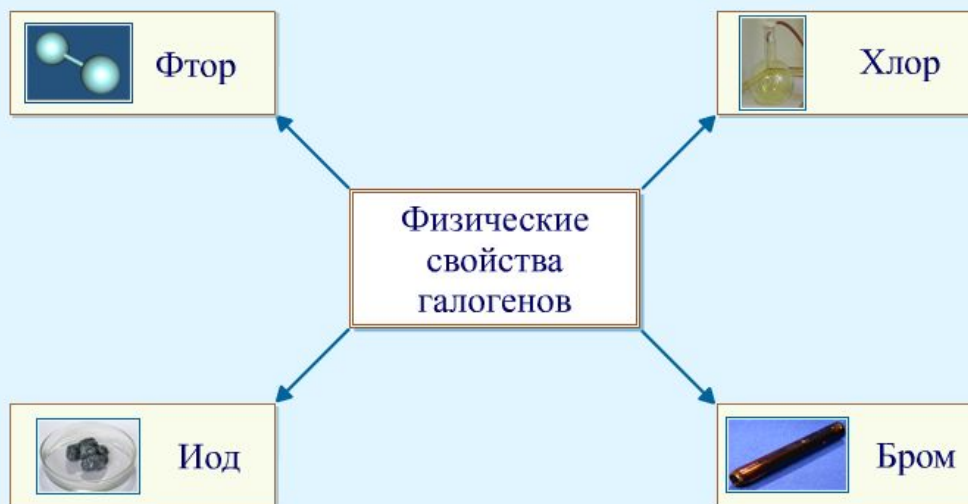 Фтор
Хлор
Физические
свойства
галогенов
Иод
Бром